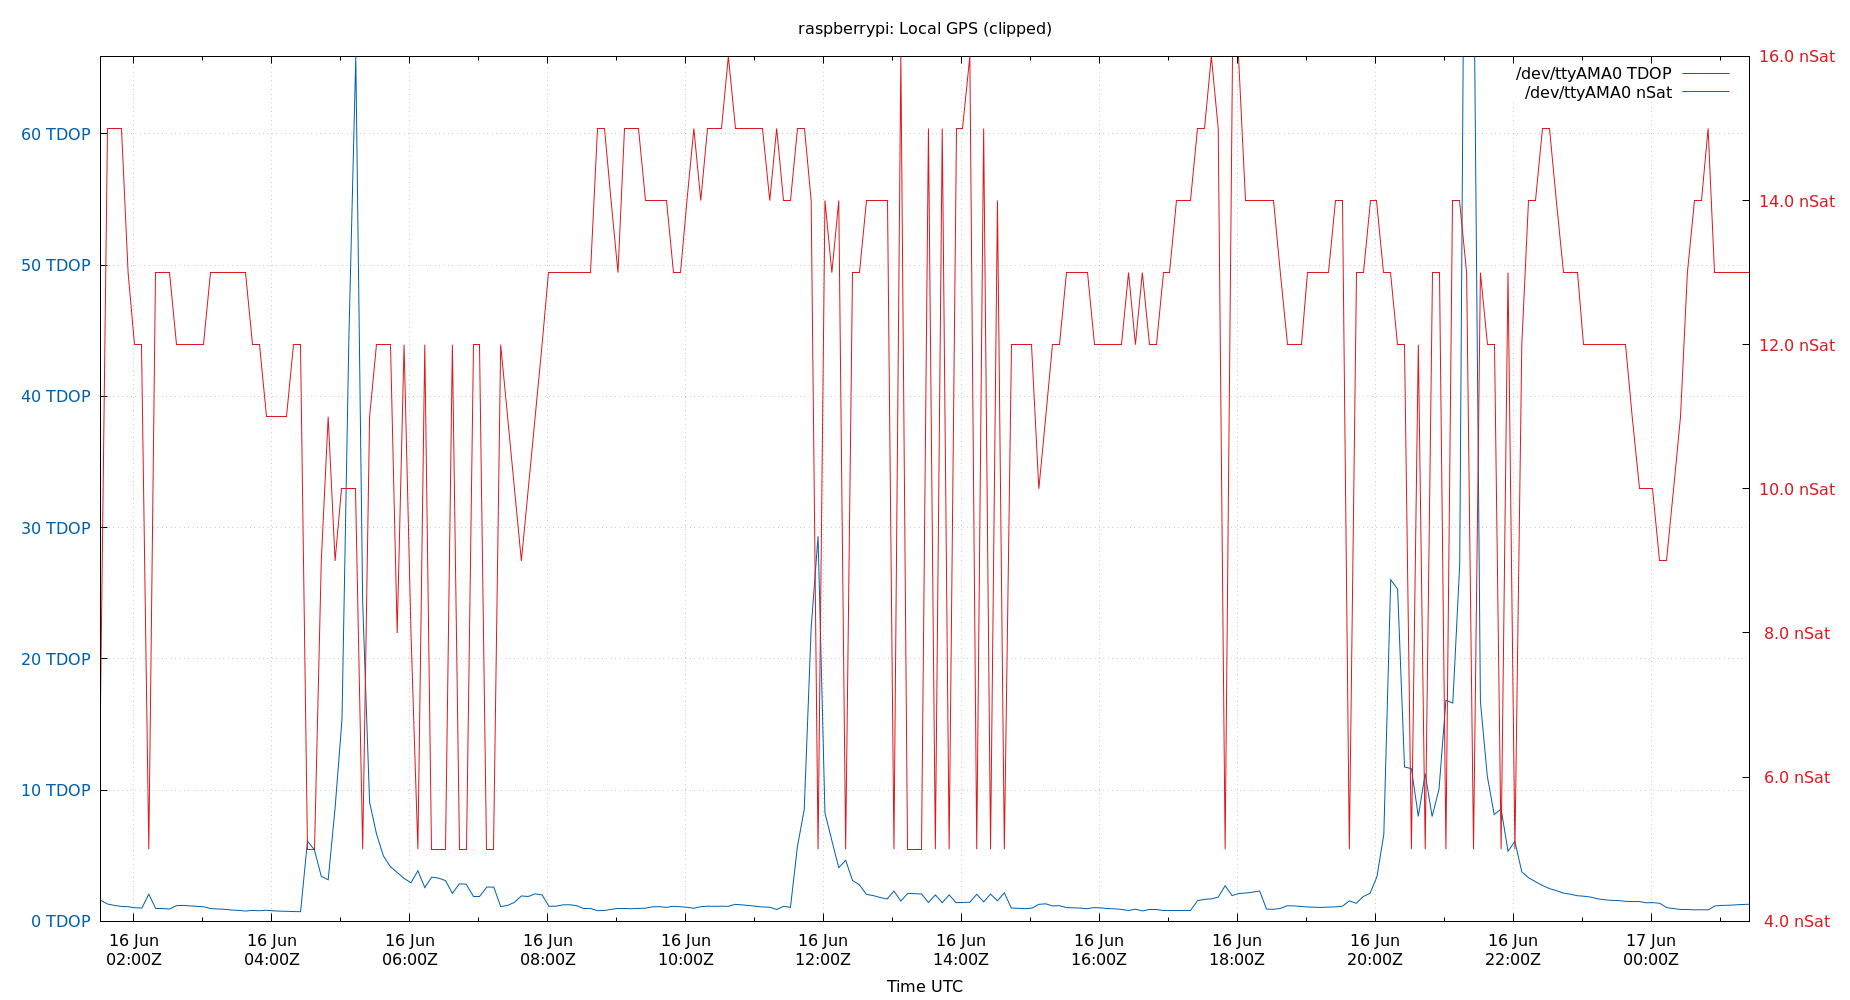 raspberrypi: Local GPS (clipped)
/dev/ttyAMA0 TDOP
/dev/ttyAMA0 nSat
60 TDOP
50 TDOP
40 TDOP
30 TDOP
20 TDOP
10 TDOP
0 TDOP
16.0 nSat
14.0 nSat
12.0 nSat
10.0 nSat
8.0 nSat
6.0 nSat
4.0 nSat
16 Jun
02:00Z
16 Jun
04:00Z
16 Jun
06:00Z
16 Jun
08:00Z
16 Jun
10:00Z
16 Jun
12:00Z
16 Jun
14:00Z
16 Jun
16:00Z
16 Jun
18:00Z
16 Jun
20:00Z
16 Jun
22:00Z
17 Jun
00:00Z
Time UTC